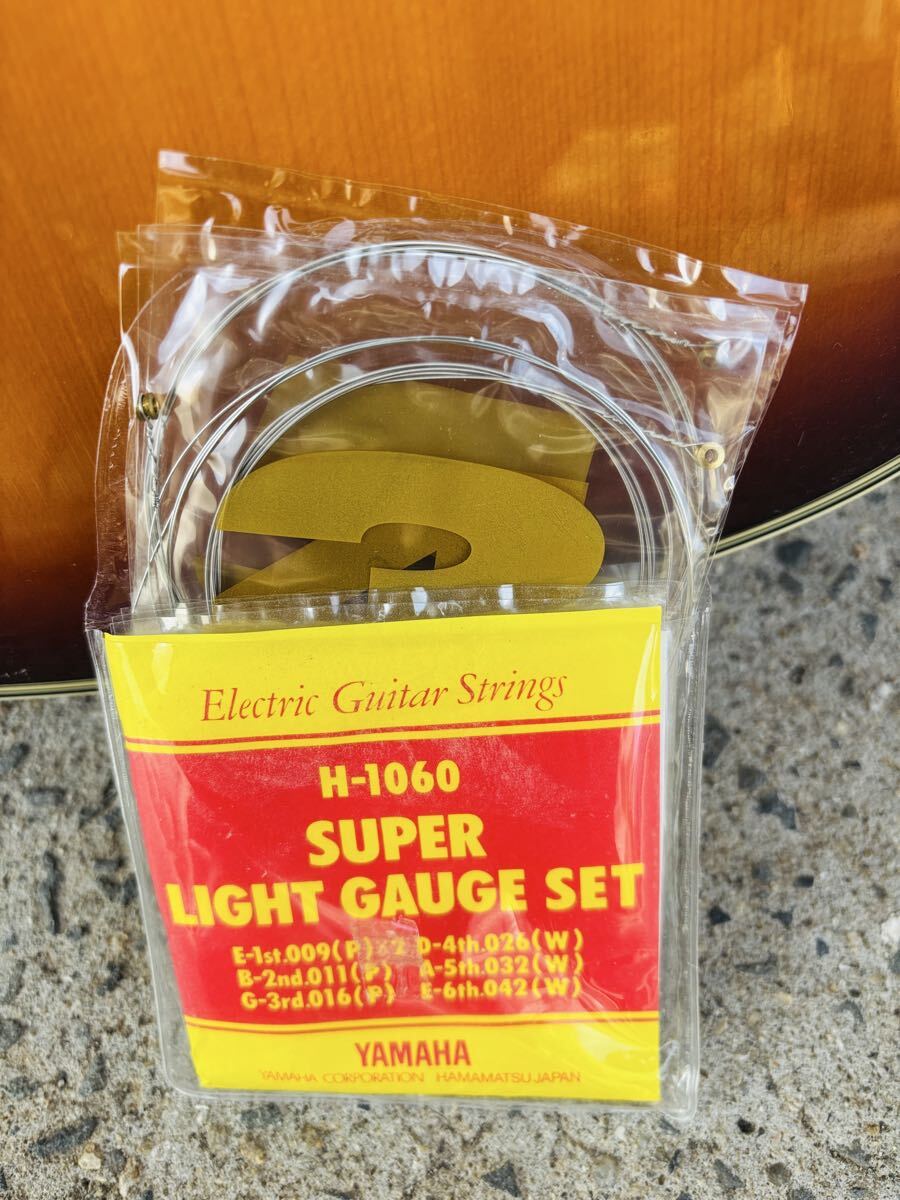 Electric Guitar Strings
H-1060
SUPER
LIGHT GAUGE SET
E-1st.009(P)×2 D-4th.026(W)
B-2nd.011(P) A-5th.032(W)
G-3rd.016(P) E-6th.042(W)
YAMAHA
YAMAHA CORPORATION HAMAMATSU JAPAN